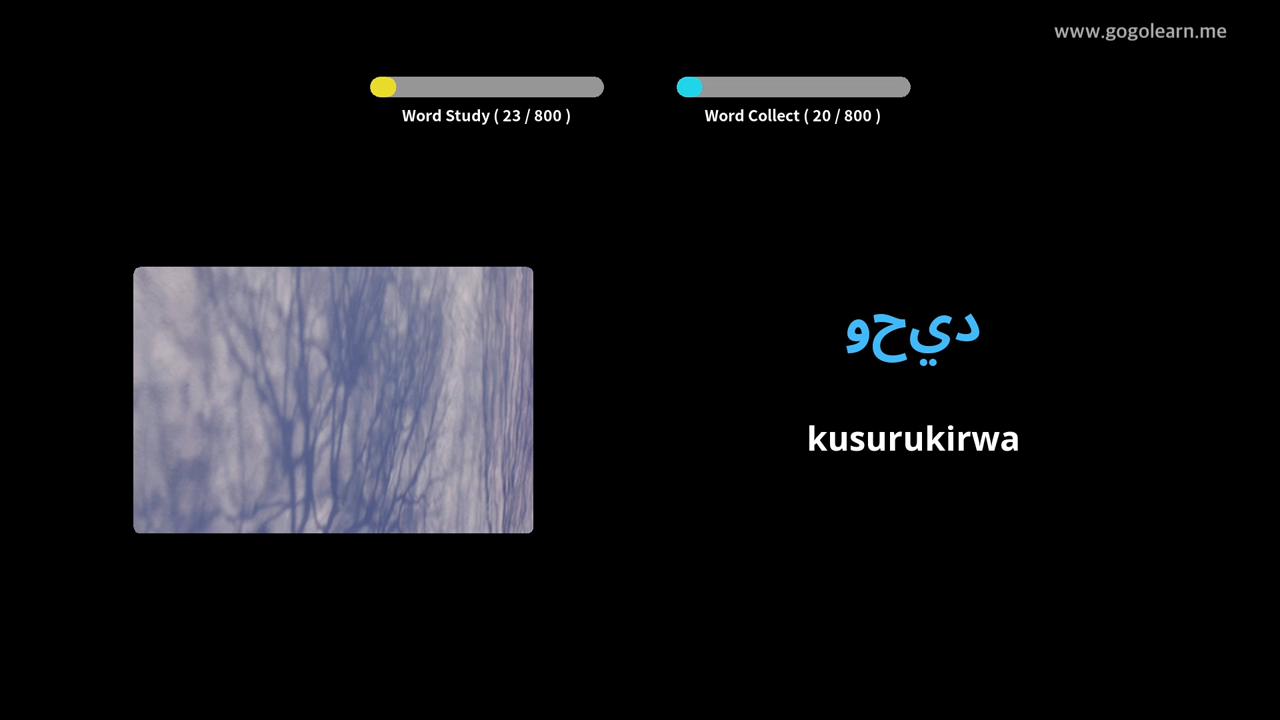 www.gogolearn.me
Word Study ( 23 / 800 )
Word Collect ( 20 / 800 )
ديحو
kusurukirwa